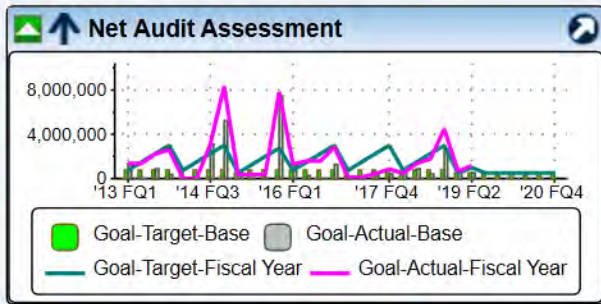 Net Audit Assessment
8,000,000
4,000,000
0
'13 FQ1 '14 FQ3 '16 FQ1 '17 FQ4 '19 FQ2 '20 FQ4
Goal-Target-Base Goal-Actual-Base
Goal-Target-Fiscal Year Goal-Actual-Fiscal Year